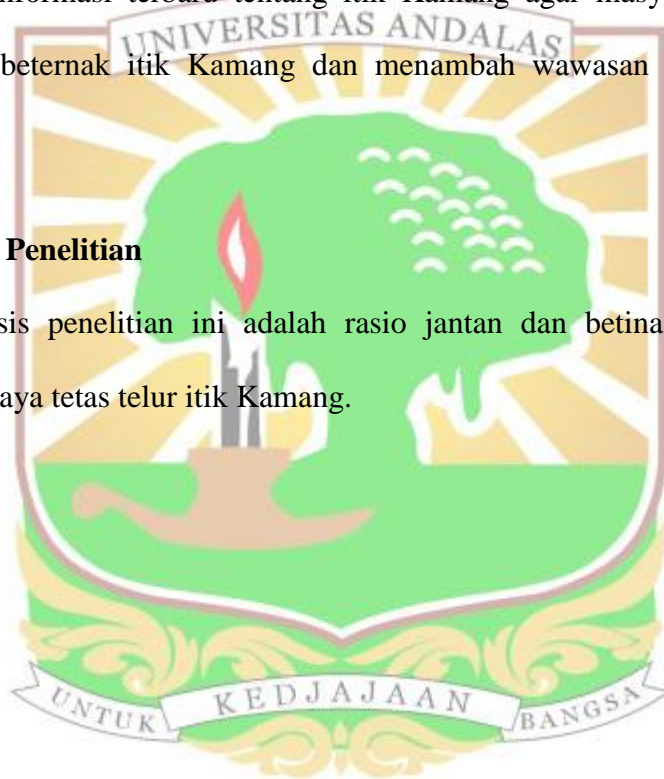 nformasi terbaru tentang itik Kamang agar masy
UNIVERSITAS ANDALAS
beternak itik Kamang dan menambah wawasan
Penelitian
sis penelitian ini adalah rasio jantan dan betina
aya tetas telur itik Kamang.
UNTUK KEDJAJAAN BANGSA